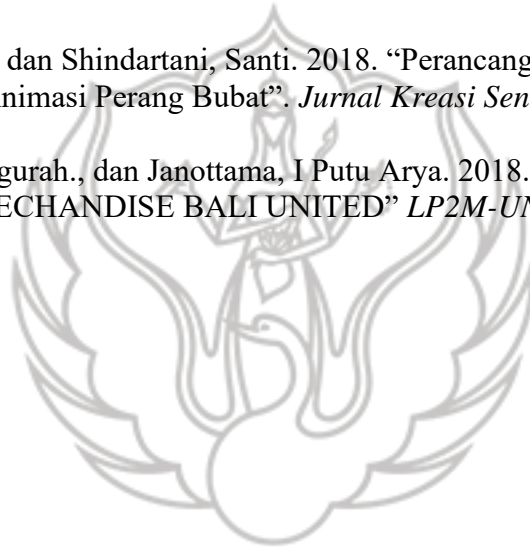 dan Shindartani, Santi. 2018. “Perancang
nimasi Perang Bubat”. Jurnal Kreasi Sen
gurah., dan Janottama, I Putu Arya. 2018.
ECHANDISE BALI UNITED” LP2M-UN